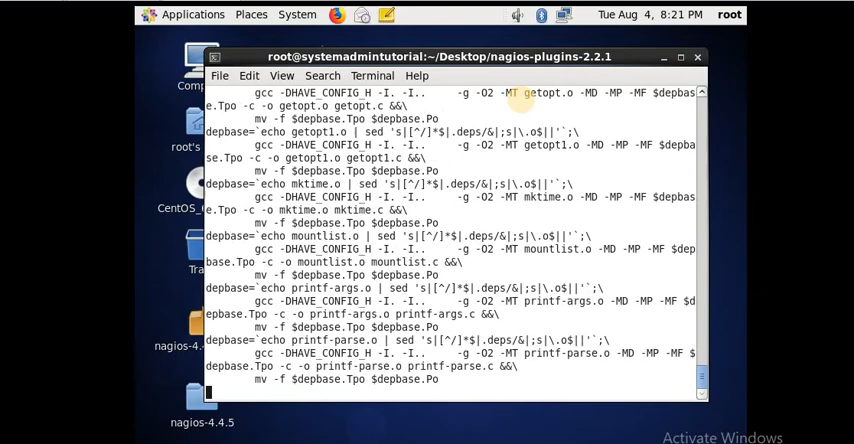 Applications Places System Tue Aug 4, 8:21 PM root
root@systemadmintutorial:~/Desktop/nagios-plugins-2.2.1
File Edit View Search Terminal Help
gcc -DHAVE_CONFIG_H -I. -I.. -g -O2 -MT getopt.o -MD -MP -MF $depbas
e.Tpo -c -o getopt.o getopt.c &&\
mv -f $depbase.Tpo $depbase.Po
depbase=`echo getopt1.o | sed 's|[^/]*$|.deps/&|;s|\.o$||'`;\
gcc -DHAVE_CONFIG_H -I. -I.. -g -O2 -MT getopt1.o -MD -MP -MF $depba
se.Tpo -c -o getopt1.o getopt1.c &&\
mv -f $depbase.Tpo $depbase.Po
depbase=`echo mktime.o | sed 's|[^/]*$|.deps/&|;s|\.o$||'`;\
gcc -DHAVE_CONFIG_H -I. -I.. -g -O2 -MT mktime.o -MD -MP -MF $depbas
e.Tpo -c -o mktime.o mktime.c &&\
mv -f $depbase.Tpo $depbase.Po
depbase=`echo mountlist.o | sed 's|[^/]*$|.deps/&|;s|\.o$||'`;\
gcc -DHAVE_CONFIG_H -I. -I.. -g -O2 -MT mountlist.o -MD -MP -MF $dep
base.Tpo -c -o mountlist.o mountlist.c &&\
mv -f $depbase.Tpo $depbase.Po
depbase=`echo printf-args.o | sed 's|[^/]*$|.deps/&|;s|\.o$||'`;\
gcc -DHAVE_CONFIG_H -I. -I.. -g -O2 -MT printf-args.o -MD -MP -MF $d
epbase.Tpo -c -o printf-args.o printf-args.c &&\
mv -f $depbase.Tpo $depbase.Po
depbase=`echo printf-parse.o | sed 's|[^/]*$|.deps/&|;s|\.o$||'`;\
gcc -DHAVE_CONFIG_H -I. -I.. -g -O2 -MT printf-parse.o -MD -MP -MF $
depbase.Tpo -c -o printf-parse.o printf-parse.c &&\
mv -f $depbase.Tpo $depbase.Po
Comp
root's
CentOS_
Tra
nagios-4.
nagios-4.4.5
Activate Windows